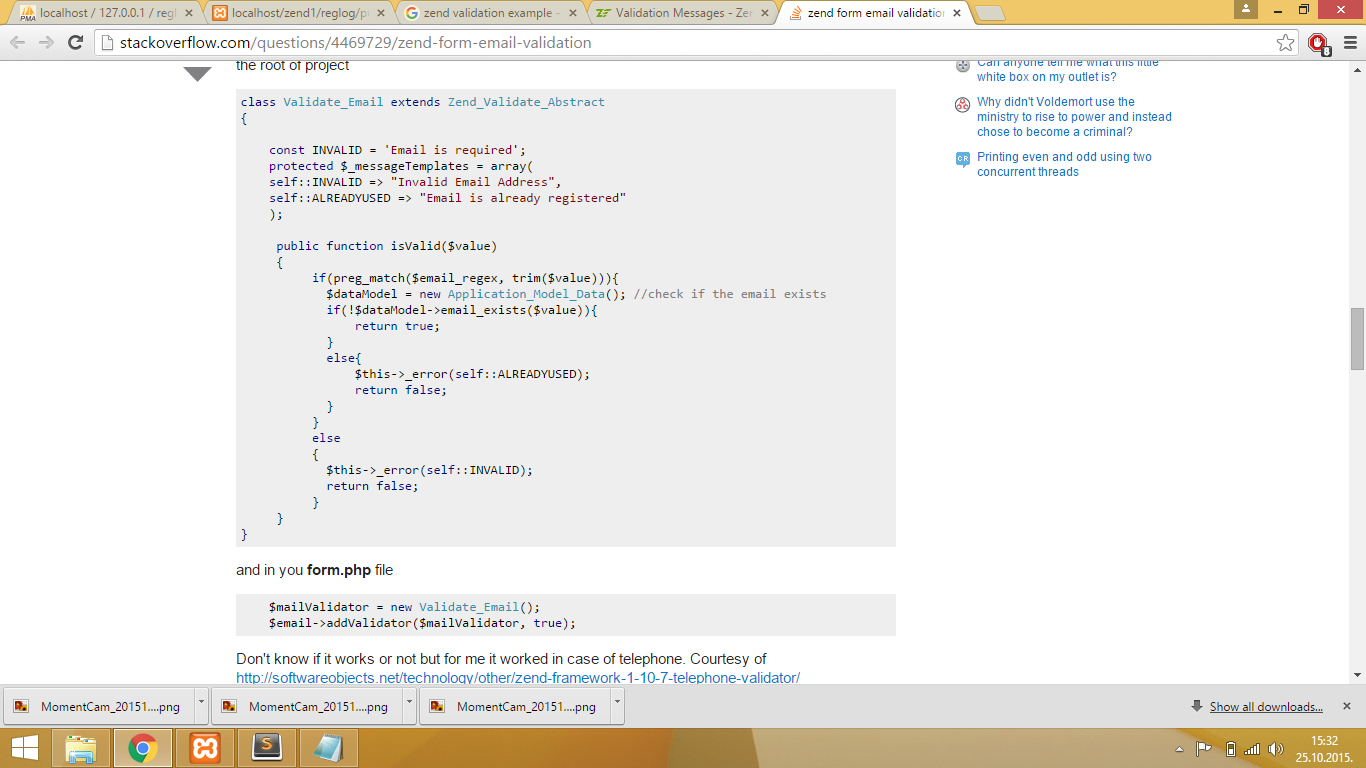 localhost / 127.0.0.1 / regl
localhost/zend1/reglog/p
zend validation example -
Validation Messages - Zen
zend form email validation
stackoverflow.com/questions/4469729/zend-form-email-validation
the root of project
class Validate_Email extends Zend_Validate_Abstract
{
const INVALID = 'Email is required';
protected $_messageTemplates = array(
self::INVALID => "Invalid Email Address",
self::ALREADYUSED => "Email is already registered"
);
public function isValid($value)
{
if(preg_match($email_regex, trim($value))){
$dataModel = new Application_Model_Data(); //check if the email exists
if(!$dataModel->email_exists($value)){
return true;
}
else{
$this->_error(self::ALREADYUSED);
return false;
}
}
else
{
$this->_error(self::INVALID);
return false;
}
}
}
and in you form.php file
$mailValidator = new Validate_Email();
$email->addValidator($mailValidator, true);
Don't know if it works or not but for me it worked in case of telephone. Courtesy of
http://softwareobjects.net/technology/other/zend-framework-1-10-7-telephone-validator/
Can anyone tell me what this little
white box on my outlet is?
Why didn't Voldemort use the
ministry to rise to power and instead
chose to become a criminal?
CR
Printing even and odd using two
concurrent threads
MomentCam_20151....png
MomentCam_20151....png
MomentCam_20151....png
Show all downloads...
15:32
25.10.2015.